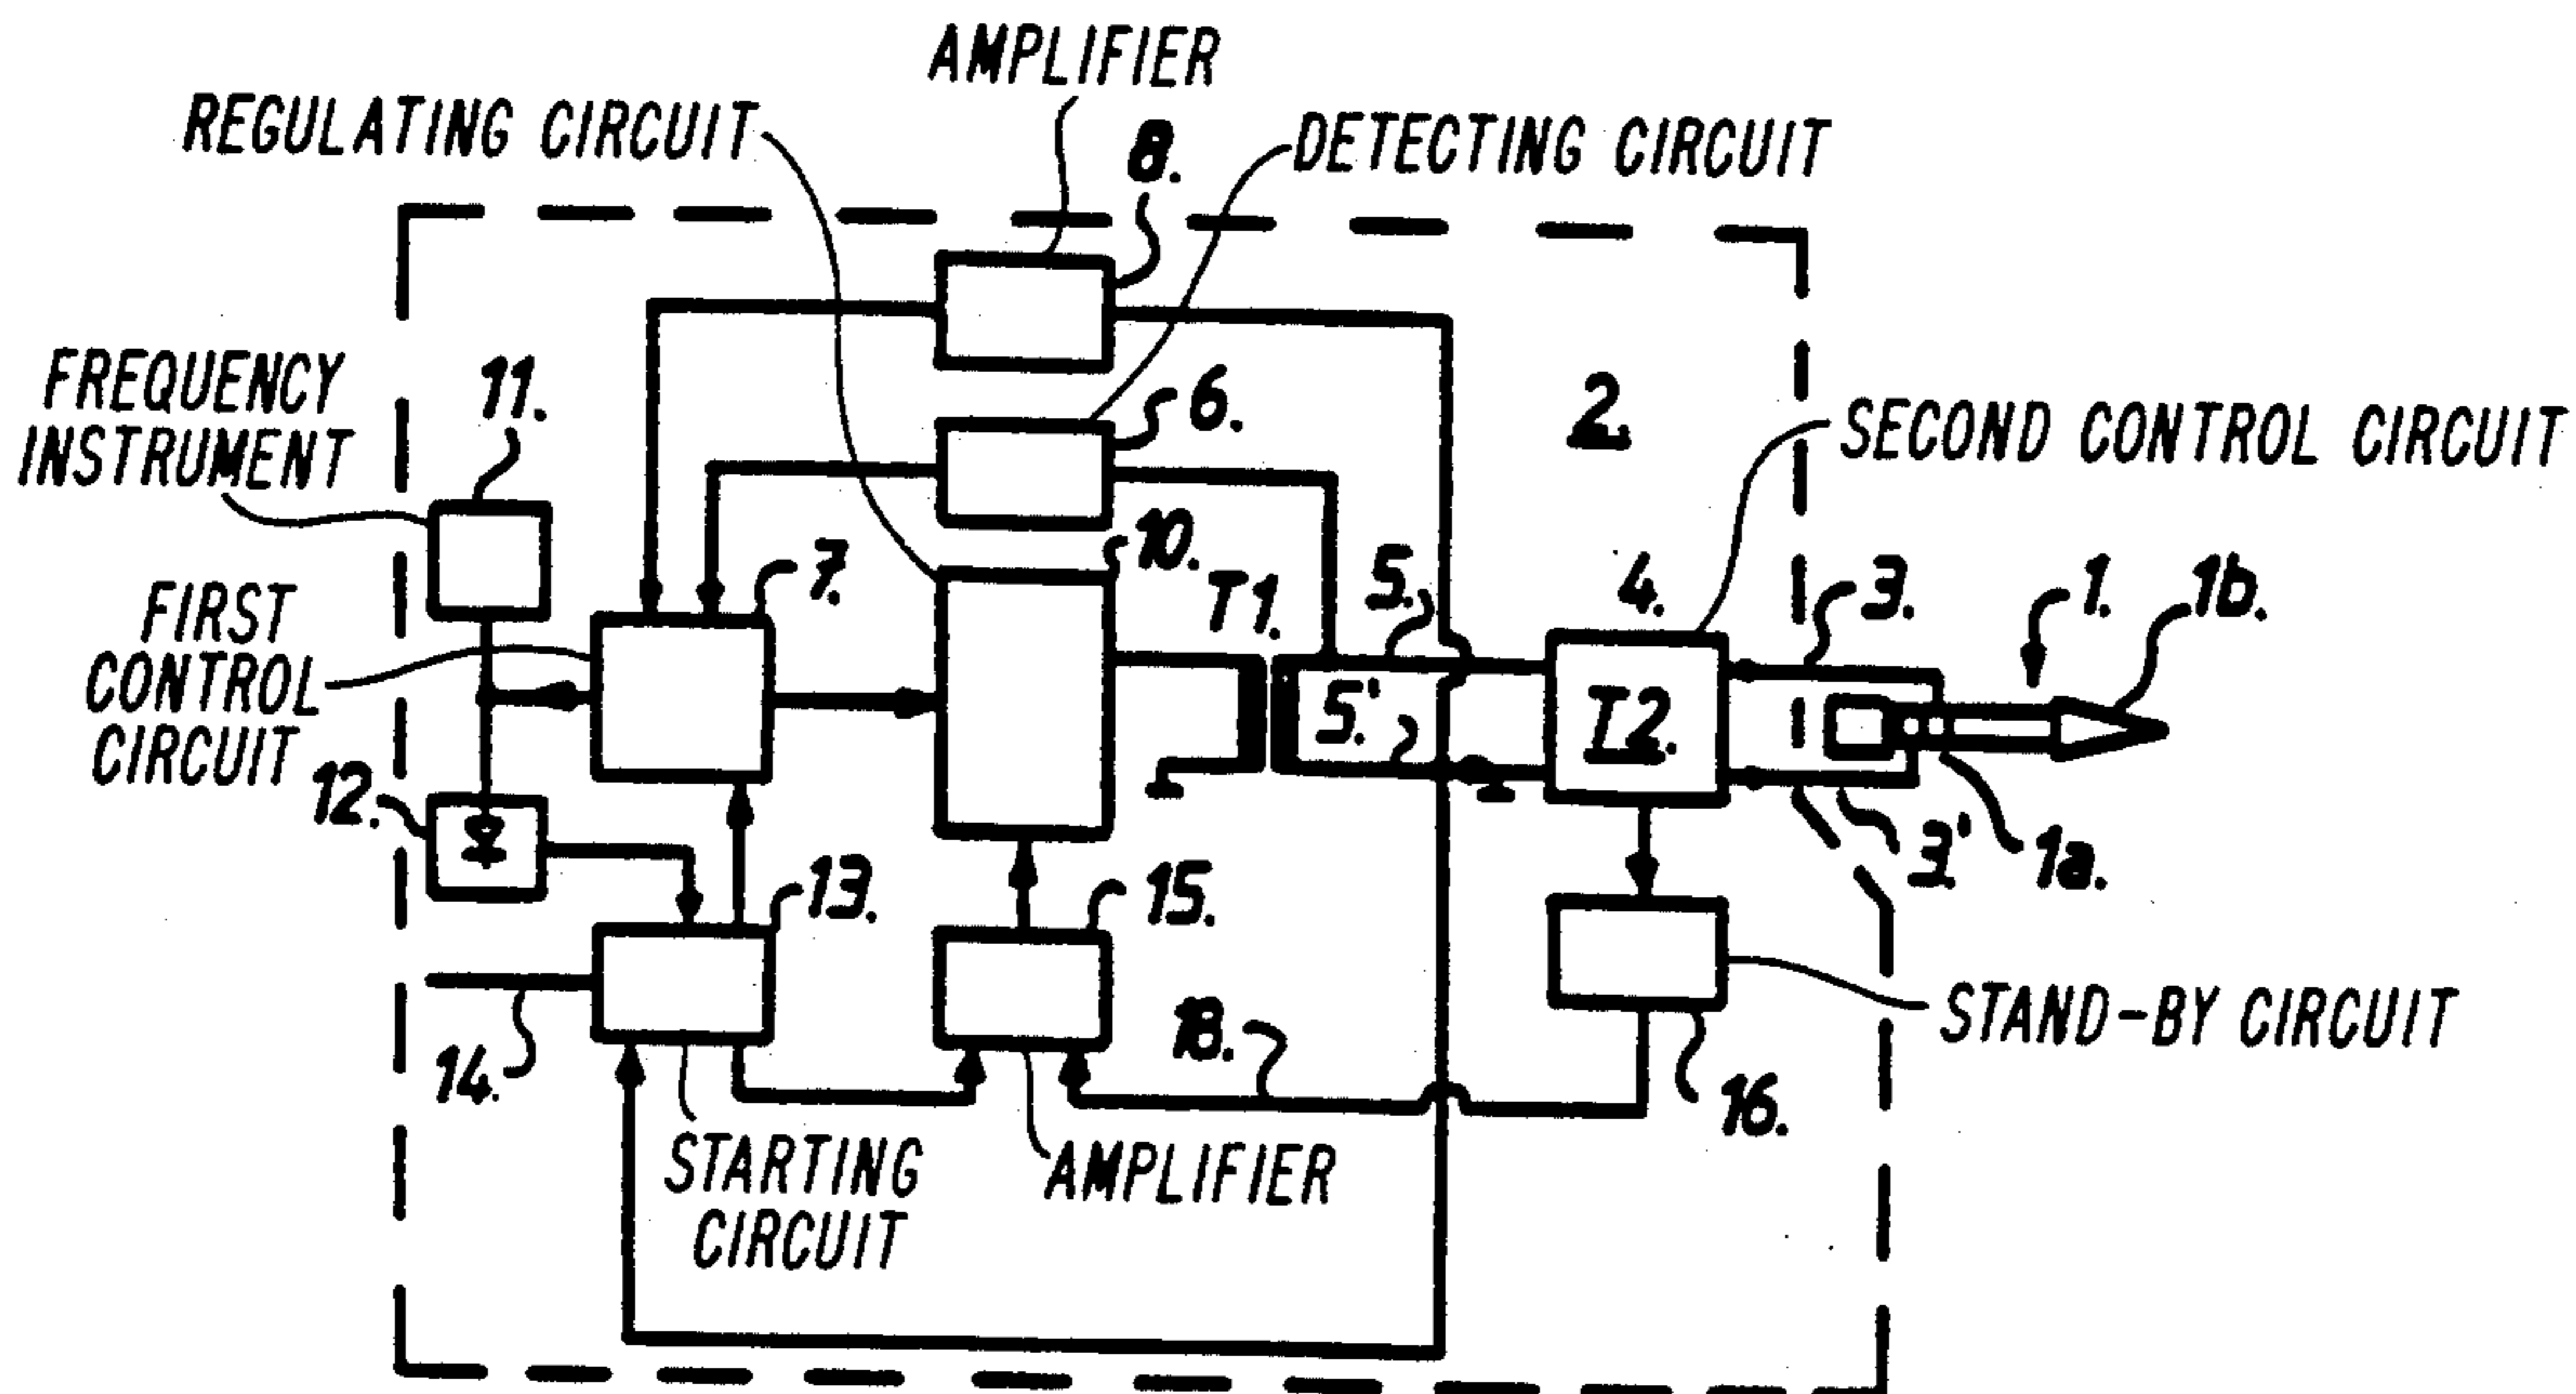 AMPLIFIER
REGULATING CIRCUIT
8.
DETECTING CIRCUIT
FREQUENCY
INSTRUMENT
11.
6.
2.
SECOND CONTROL CIRCUIT
10.
7.
T1.
5.
4.
3.
1.
1b.
FIRST
CONTROL
CIRCUIT
5'.
T2.
12.
3'.
1a.
13.
15.
14.
18.
STAND-BY CIRCUIT
16.
STARTING
CIRCUIT
AMPLIFIER